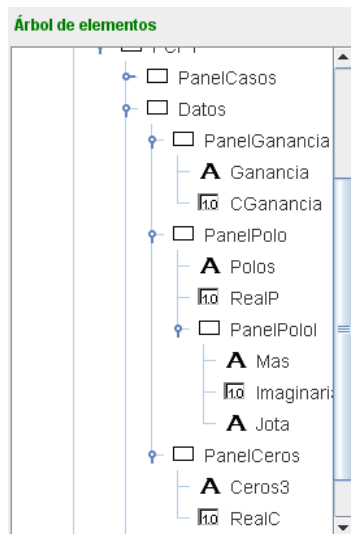 Árbol de elementos
PanelCasos
Datos
PanelGanancia
A Ganancia
1.0 CGanancia
PanelPolo
A Polos
1.0 RealP
PanelPoloI
A Mas
1.0 Imaginari
A Jota
PanelCeros
A Ceros3
1.0 RealC